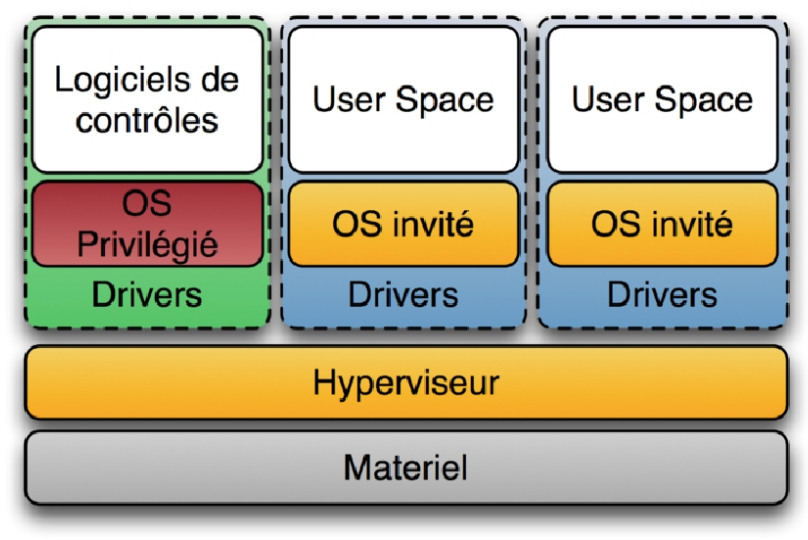 Logiciels de
contrôles
User Space
User Space
OS
Privilégié
OS invité
OS invité
Drivers
Drivers
Drivers
Hyperviseur
Materiel